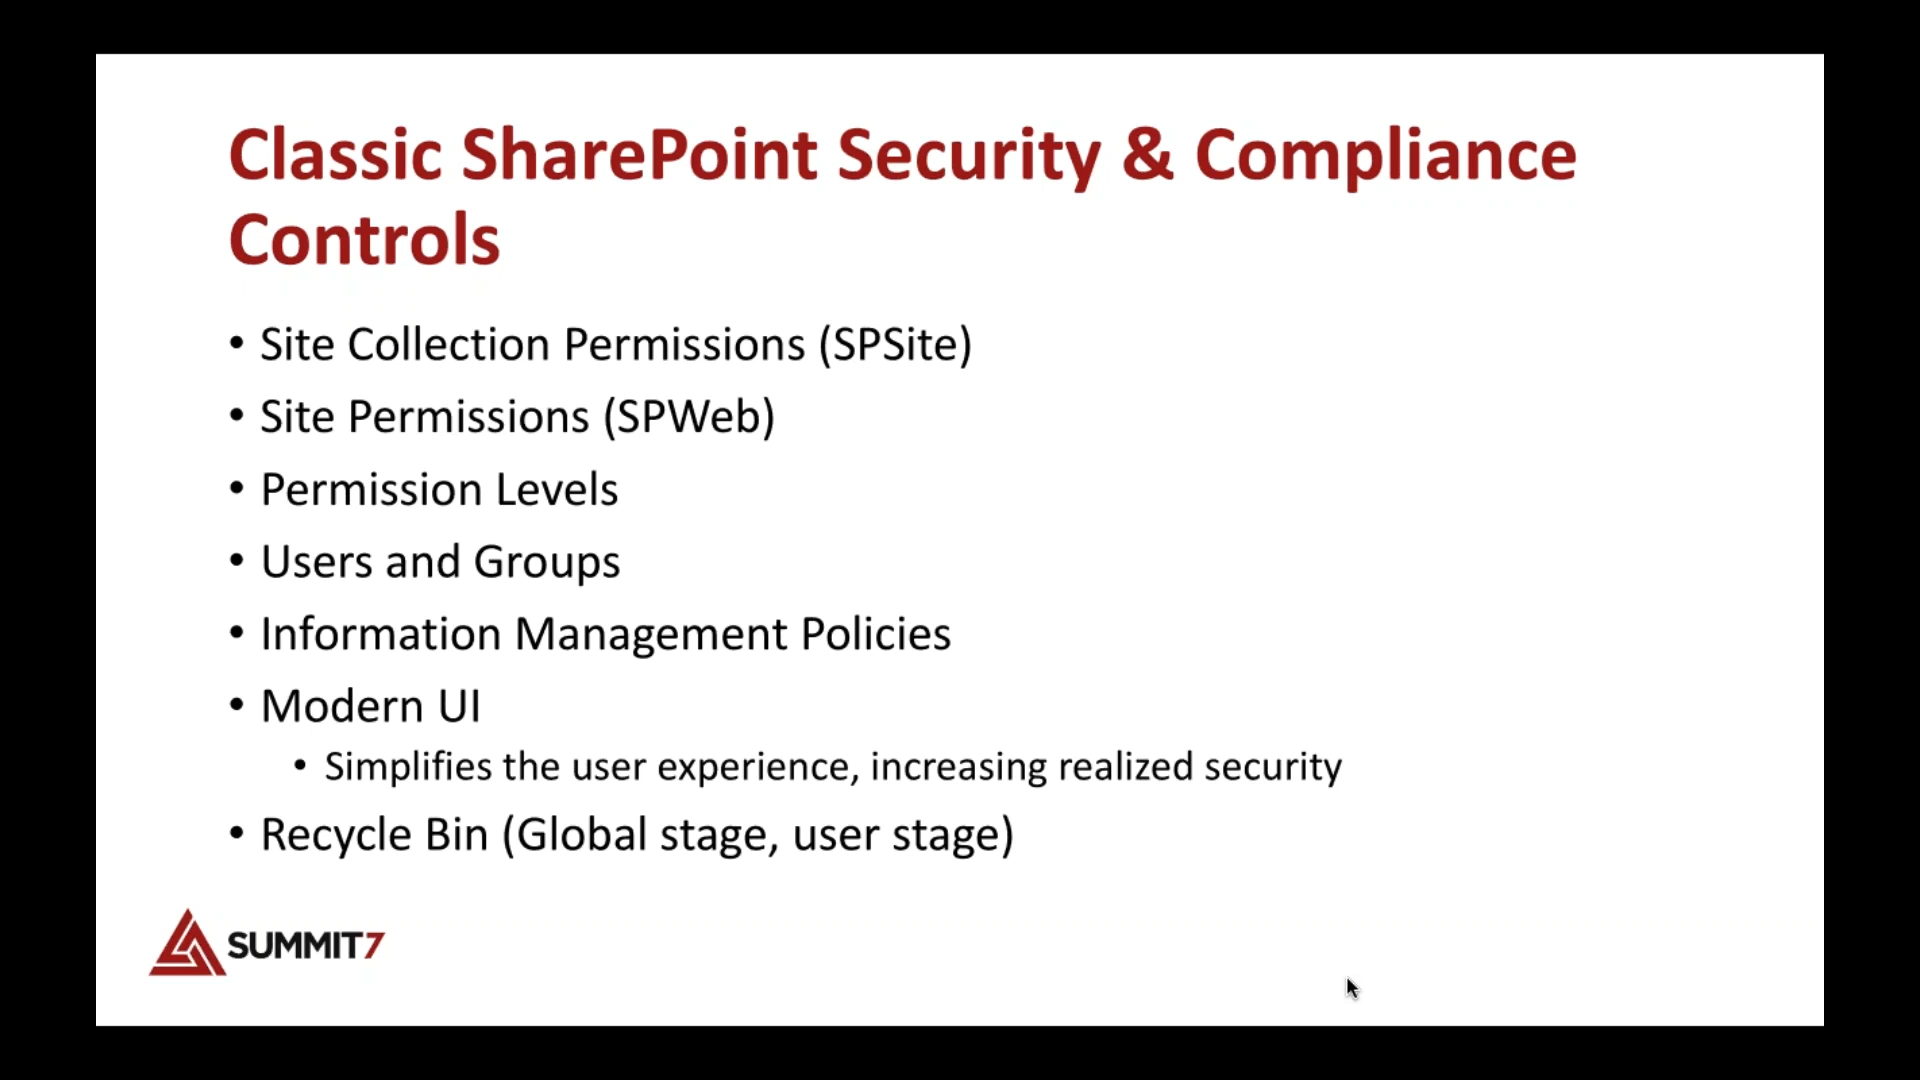 Classic SharePoint Security & Compliance
Controls
• Site Collection Permissions (SPSite)
• Site Permissions (SPWeb)
• Permission Levels
• Users and Groups
• Information Management Policies
• Modern UI
• Simplifies the user experience, increasing realized security
• Recycle Bin (Global stage, user stage)
SUMMIT7